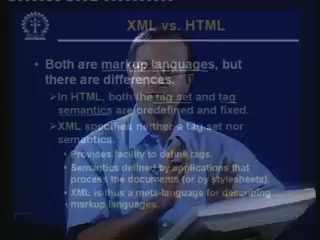 XML vs. HTML
• Both are markup languages, but
there are differences.
➢In HTML, both the tag set and tag
semantics are predefined and fixed.
➢XML specifies neither a tag set nor
semantics.
• Provides facility to define tags.
• Semantics defined by applications that
process the documents (or by stylesheets).
• XML is thus a meta-language for describing
markup languages.